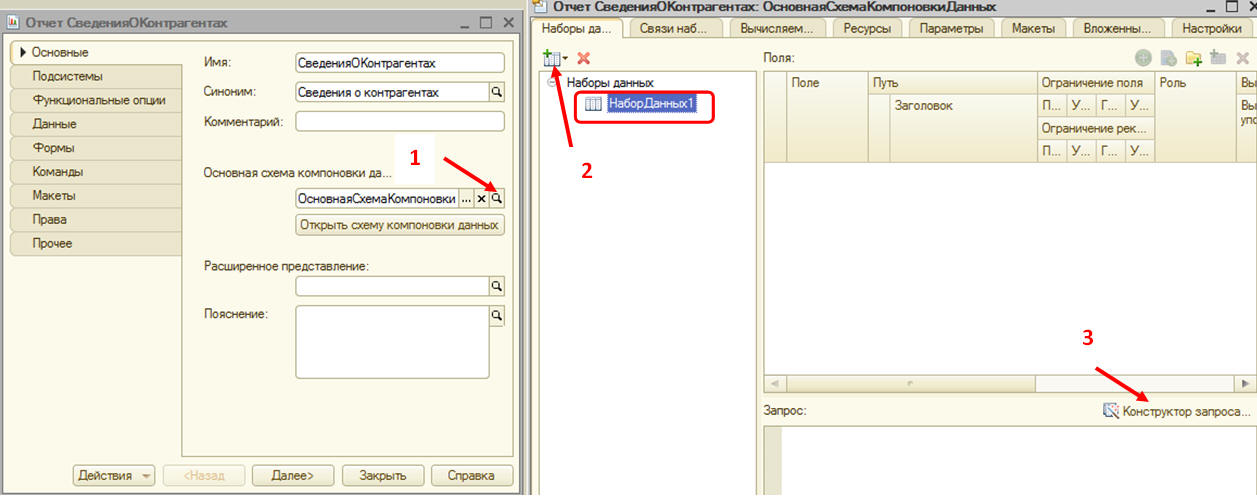 Отчет СведенияОКонтрагентах
Основные
Подсистемы
Функциональные опции
Данные
Формы
Команды
Макеты
Права
Прочее
Имя:
СведенияОКонтрагентах
Синоним:
Сведения о контрагентах
Комментарий:
1
Основная схема компоновки да...
ОсновнаяСхемаКомпоновки
...
Открыть схему компоновки данных
Расширенное представление:
Пояснение:
Действия
<Назад
Далее>
Закрыть
Справка
Отчет СведенияОКонтрагентах: ОсновнаяСхемаКомпоновкиДанных
Наборы да...
Связи наб...
Вычисляем...
Ресурсы
Параметры
Макеты
Вложенны...
Настройки
Наборы данных
НаборДанных1
2
Поля:
Поле
Путь
Ограничение поля
Роль
Вы
Заголовок
П...
У...
Г...
У...
Вы
упо
Ограничение рек...
П...
У...
Г...
У...
3
Запрос:
Конструктор запроса...